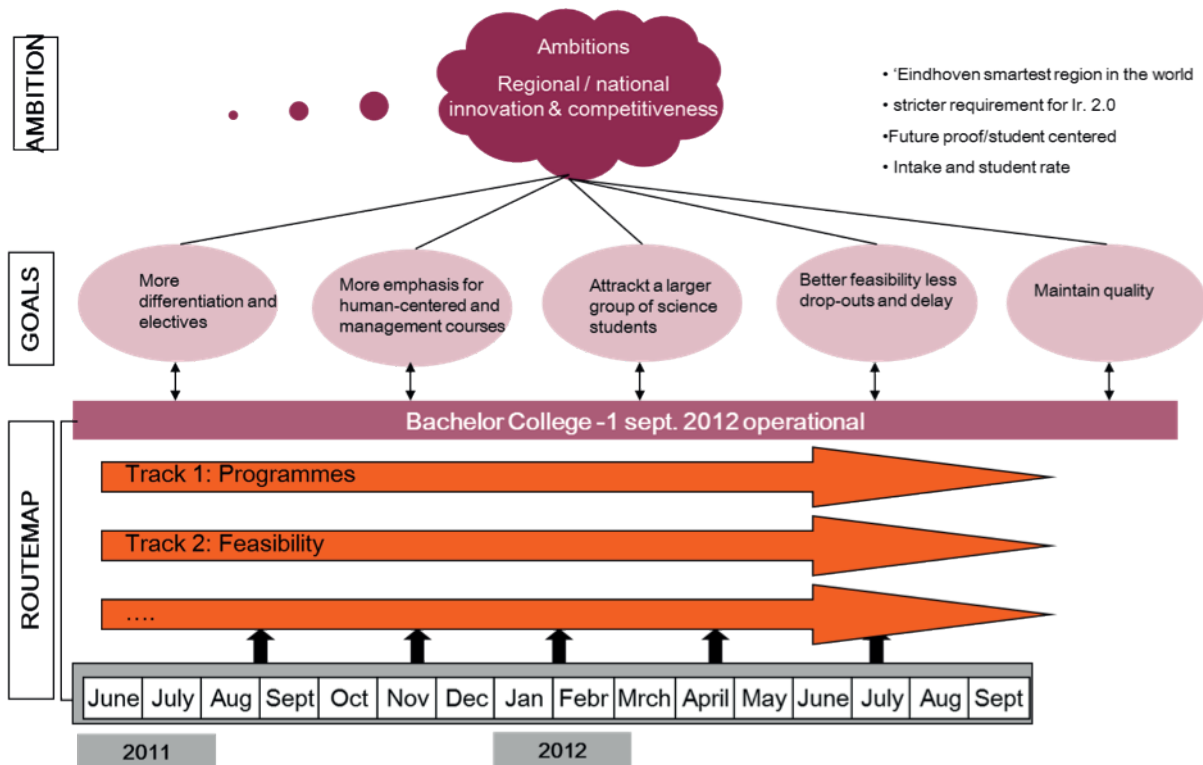 AMBITION
Ambitions
Regional / national
innovation & competitiveness
• ‘Eindhoven smartest region in the world
• stricter requirement for Ir. 2.0
•Future proof/student centered
• Intake and student rate
GOALS
More
differentiation and
electives
More emphasis for
human-centered and
management courses
Attrackt a larger
group of science
students
Better feasibility less
drop-outs and delay
Maintain quality
ROUTEMAP
Bachelor College -1 sept. 2012 operational
Track 1: Programmes
Track 2: Feasibility
....
June July Aug Sept Oct Nov Dec Jan Febr Mrch April May June July Aug Sept
2011 2012